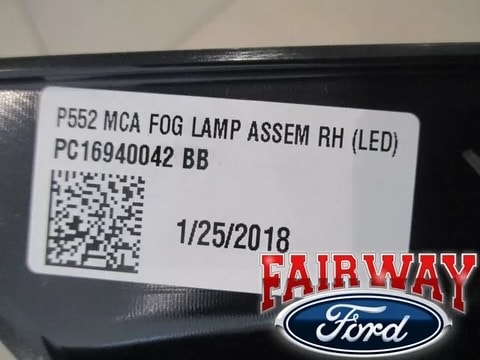 P552 MCA FOG LAMP ASSEM RH (LED)
PC16940042 BB
1/25/2018
FAIRWAY
Ford